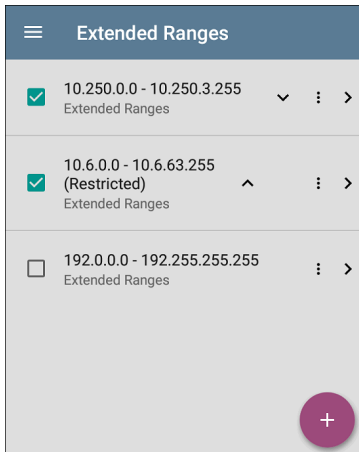 Extended Ranges
10.250.0.0 - 10.250.3.255
Extended Ranges
10.6.0.0 - 10.6.63.255
(Restricted)
Extended Ranges
192.0.0.0 - 192.255.255.255
Extended Ranges